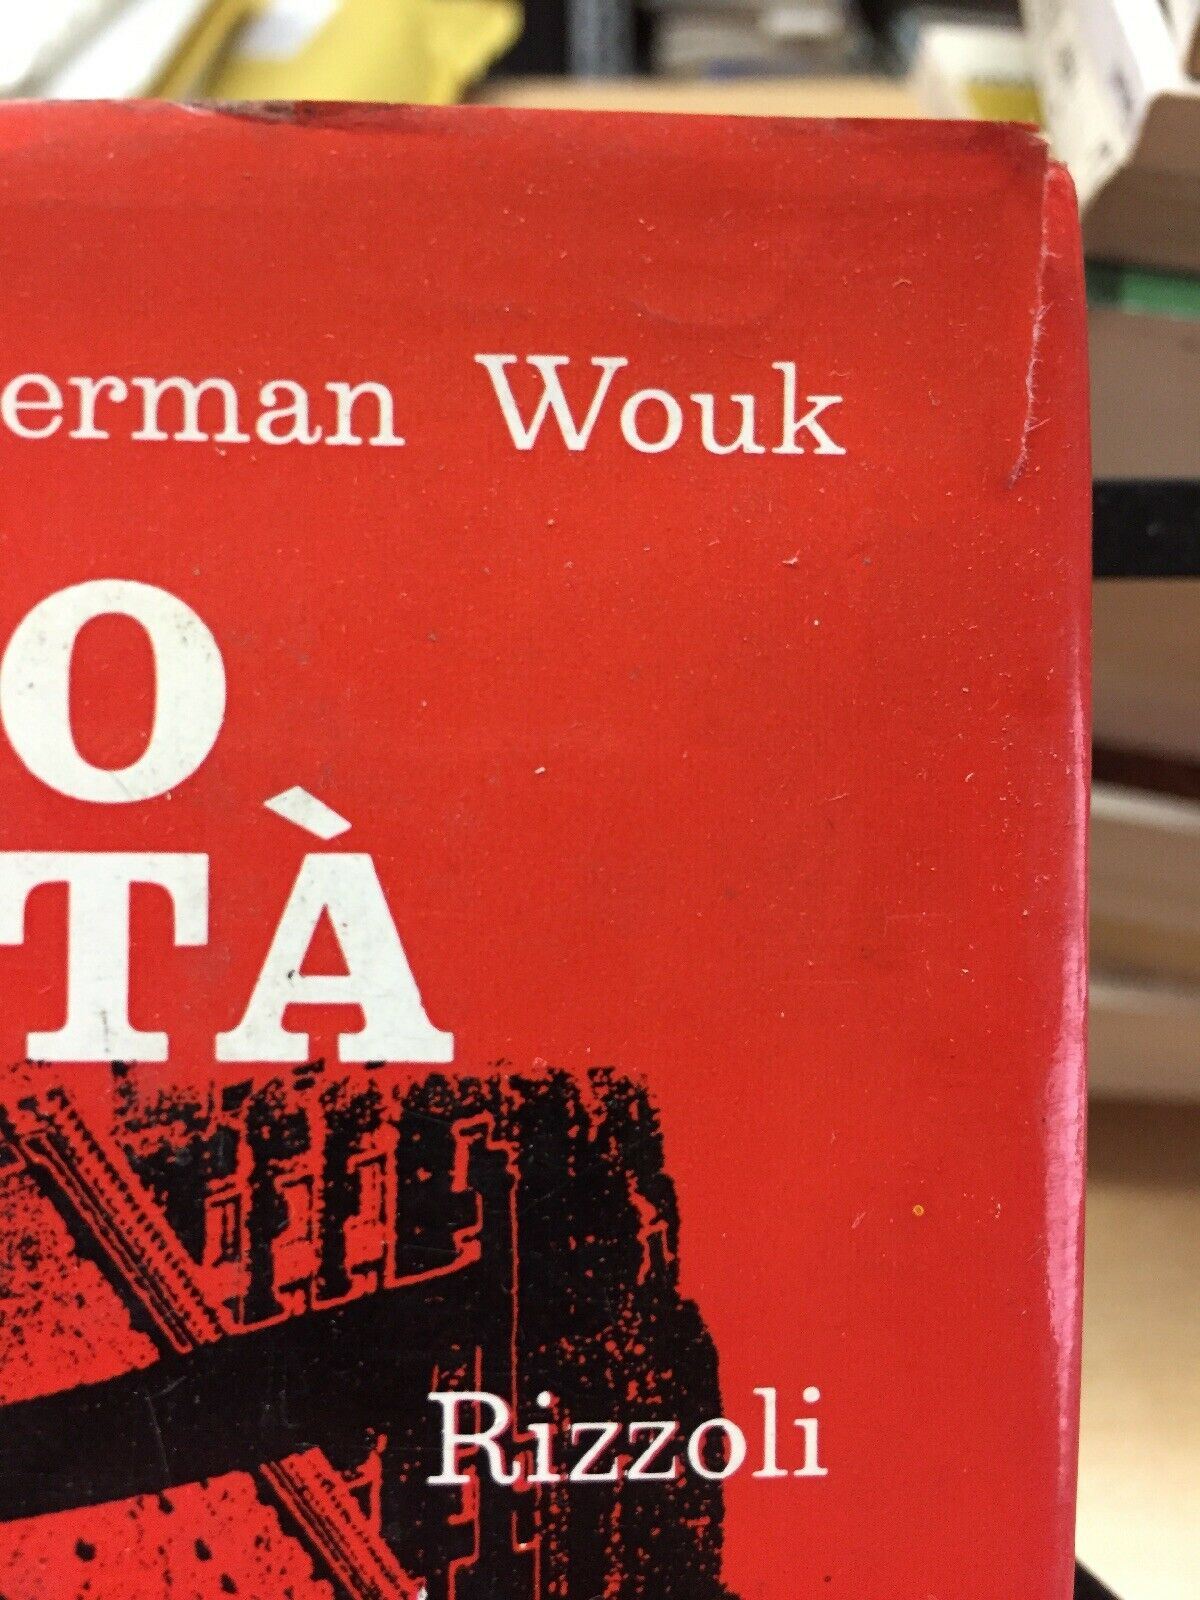 erman Wouk
O
TÀ
Rizzoli